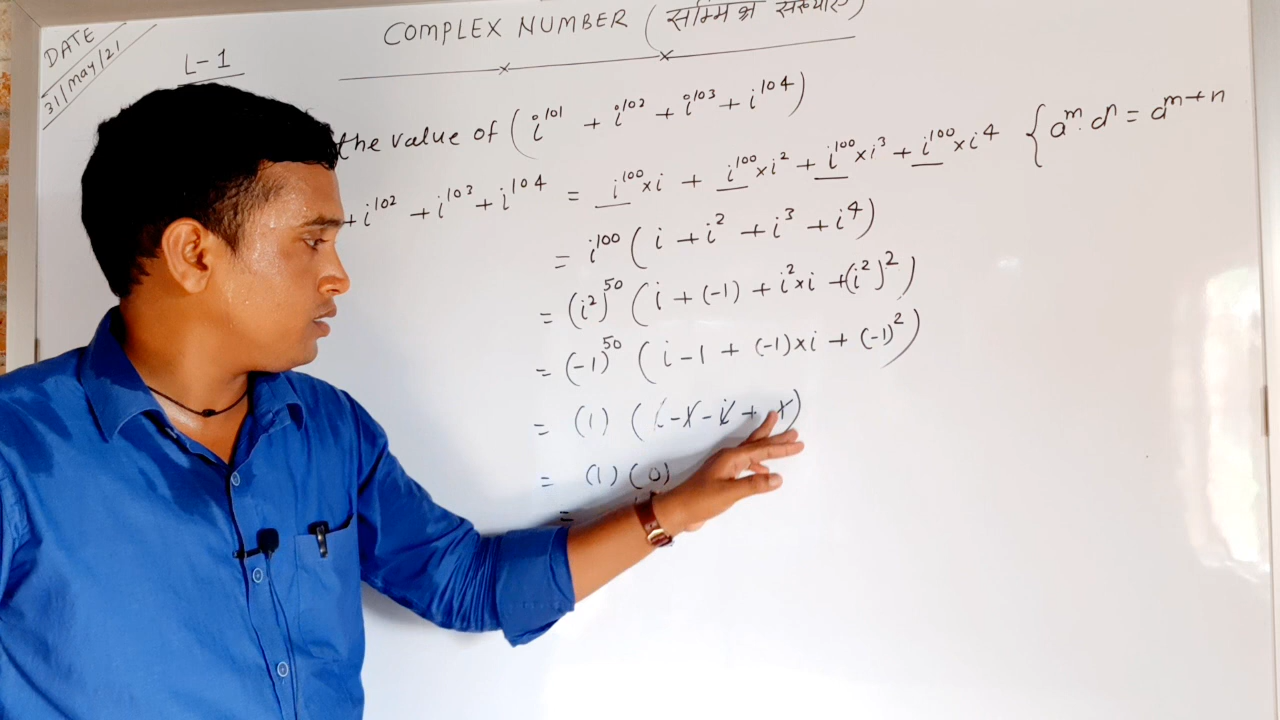 DATE
31/May/21
L-1
COMPLEX NUMBER (सम्मिश्र संख्याएँ)
the value of (i¹⁰¹ + i¹⁰² + i¹⁰³ + i¹⁰⁴)
+ i¹⁰² + i¹⁰³ + i¹⁰⁴ = i¹⁰⁰×i + i¹⁰⁰×i² + i¹⁰⁰×i³ + i¹⁰⁰×i⁴ { aᵐ·aⁿ = aᵐ⁺ⁿ
= i¹⁰⁰ ( i + i² + i³ + i⁴)
= (i²)⁵⁰ ( i + (-1) + i²×i + (i²)²)
= (-1)⁵⁰ ( i - 1 + (-1)×i + (-1)²)
= (1) ( i - 1 - i + 1)
= (1) (0)
=